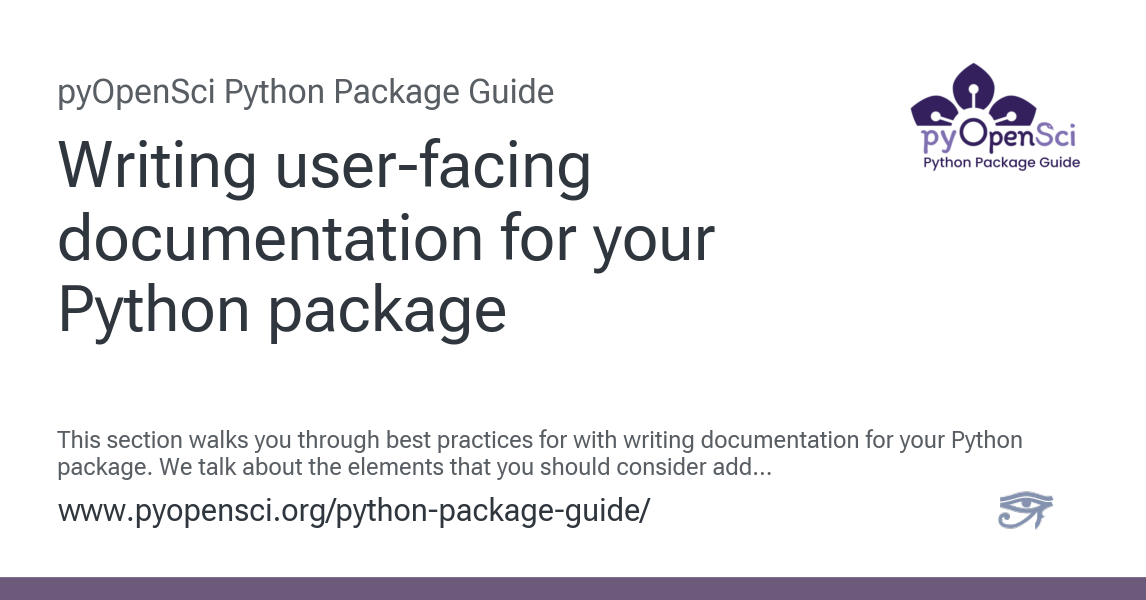 pyOpenSci Python Package Guide
Writing user-facing
documentation for your
Python package
pyOpenSci
Python Package Guide
This section walks you through best practices for with writing documentation for your Python
package. We talk about the elements that you should consider add...
www.pyopensci.org/python-package-guide/